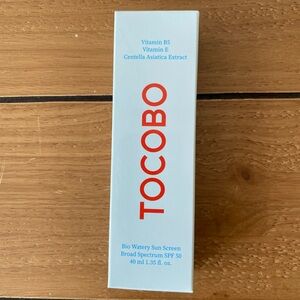 Vitamin B5
Vitamin E
Centella Asiatica Extract
TOCOBO
Bio Watery Sun Screen
Broad Spectrum SPF 50
40 ml 1.35 fl. oz.